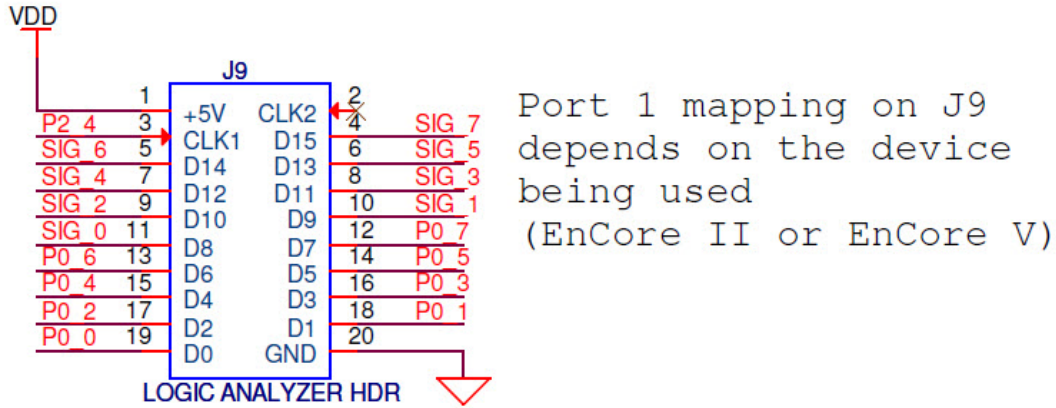 VDD
J9
1 +5V CLK2 2
P2_4 3 CLK1 D15 4 SIG_7
SIG_6 5 D14 D13 6 SIG_5
SIG_4 7 D12 D11 8 SIG_3
SIG_2 9 D10 D9 10 SIG_1
SIG_0 11 D8 D7 12 P0_7
P0_6 13 D6 D5 14 P0_5
P0_4 15 D4 D3 16 P0_3
P0_2 17 D2 D1 18 P0_1
P0_0 19 D0 GND 20
LOGIC ANALYZER HDR
Port 1 mapping on J9
depends on the device
being used
(EnCore II or EnCore V)